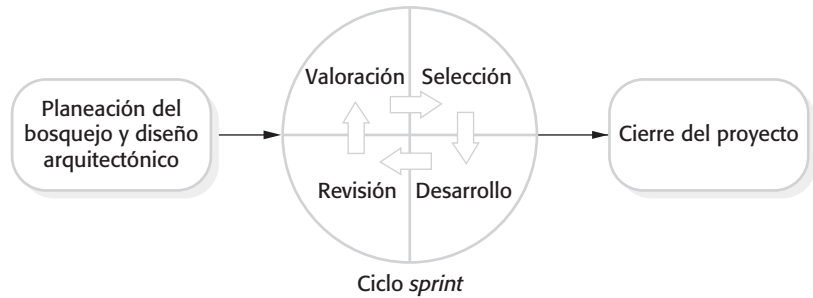 Planeación del
bosquejo y diseño
arquitectónico
Valoración
Selección
Revisión
Desarrollo
Cierre del proyecto
Ciclo sprint